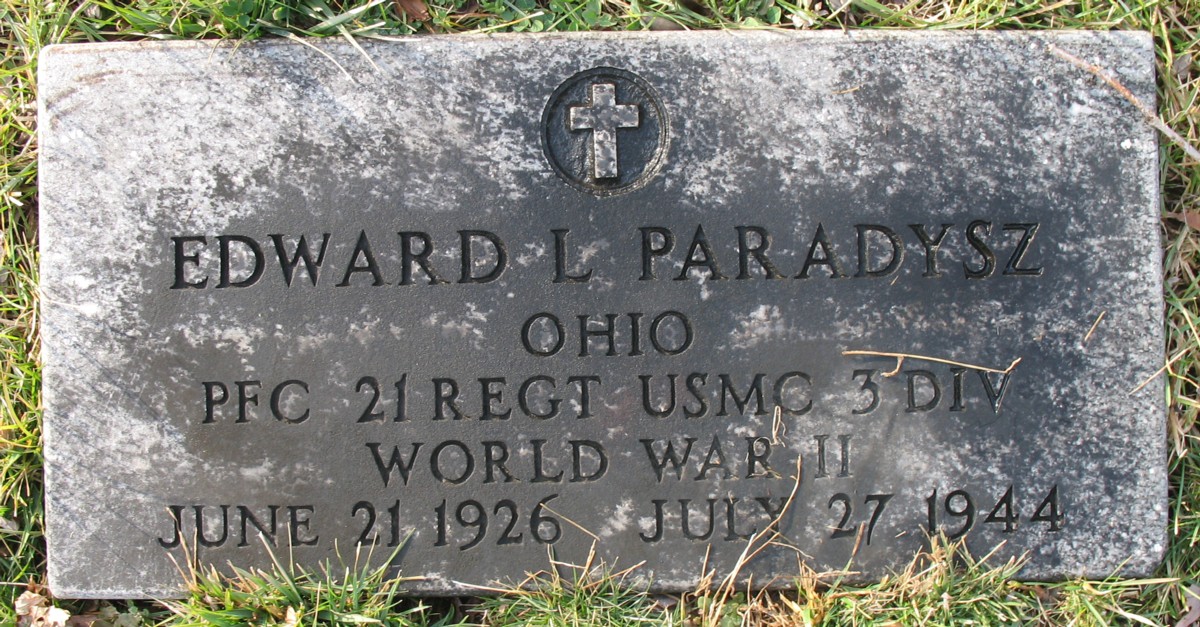 EDWARD L PARADYSZ
OHIO
PFC 21 REGT USMC 3 DIV
WORLD WAR II
JUNE 21 1926 JULY 27 1944